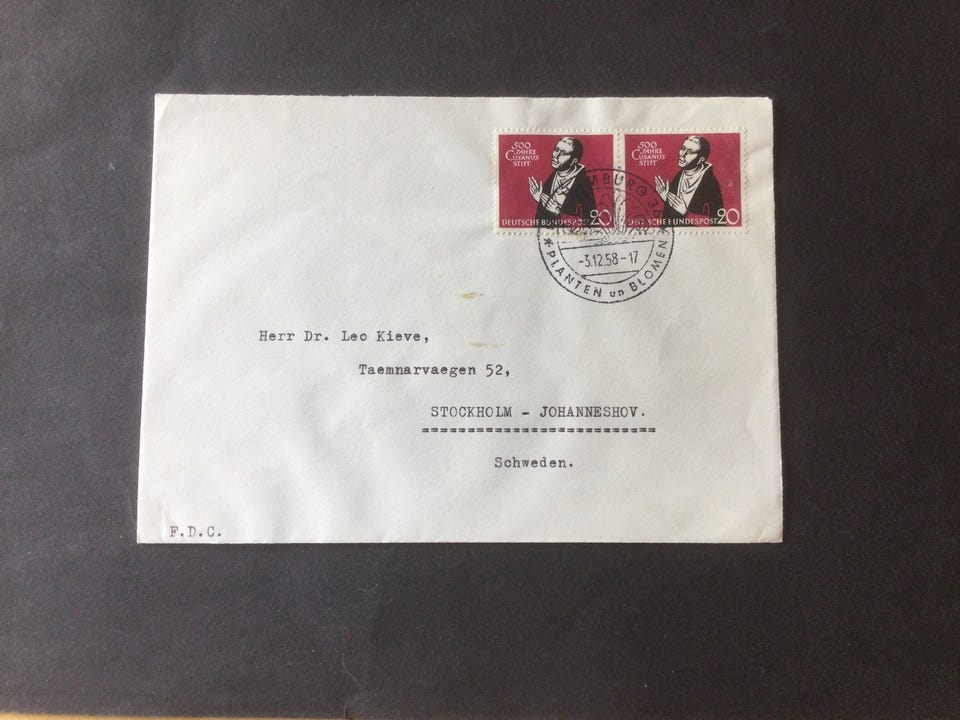 500
JAHRE
CUSANUS
STIFT
DEUTSCHE BUNDESPOST 20
500
JAHRE
CUSANUS
STIFT
DEUTSCHE BUNDESPOST 20
-3.12.58-17
* PLANTEN un BLOMEN *
Herr Dr. Leo Kieve,
Taemnarvaegen 52,
STOCKHOLM - JOHANNESHOV.
Schweden.
F.D.C.